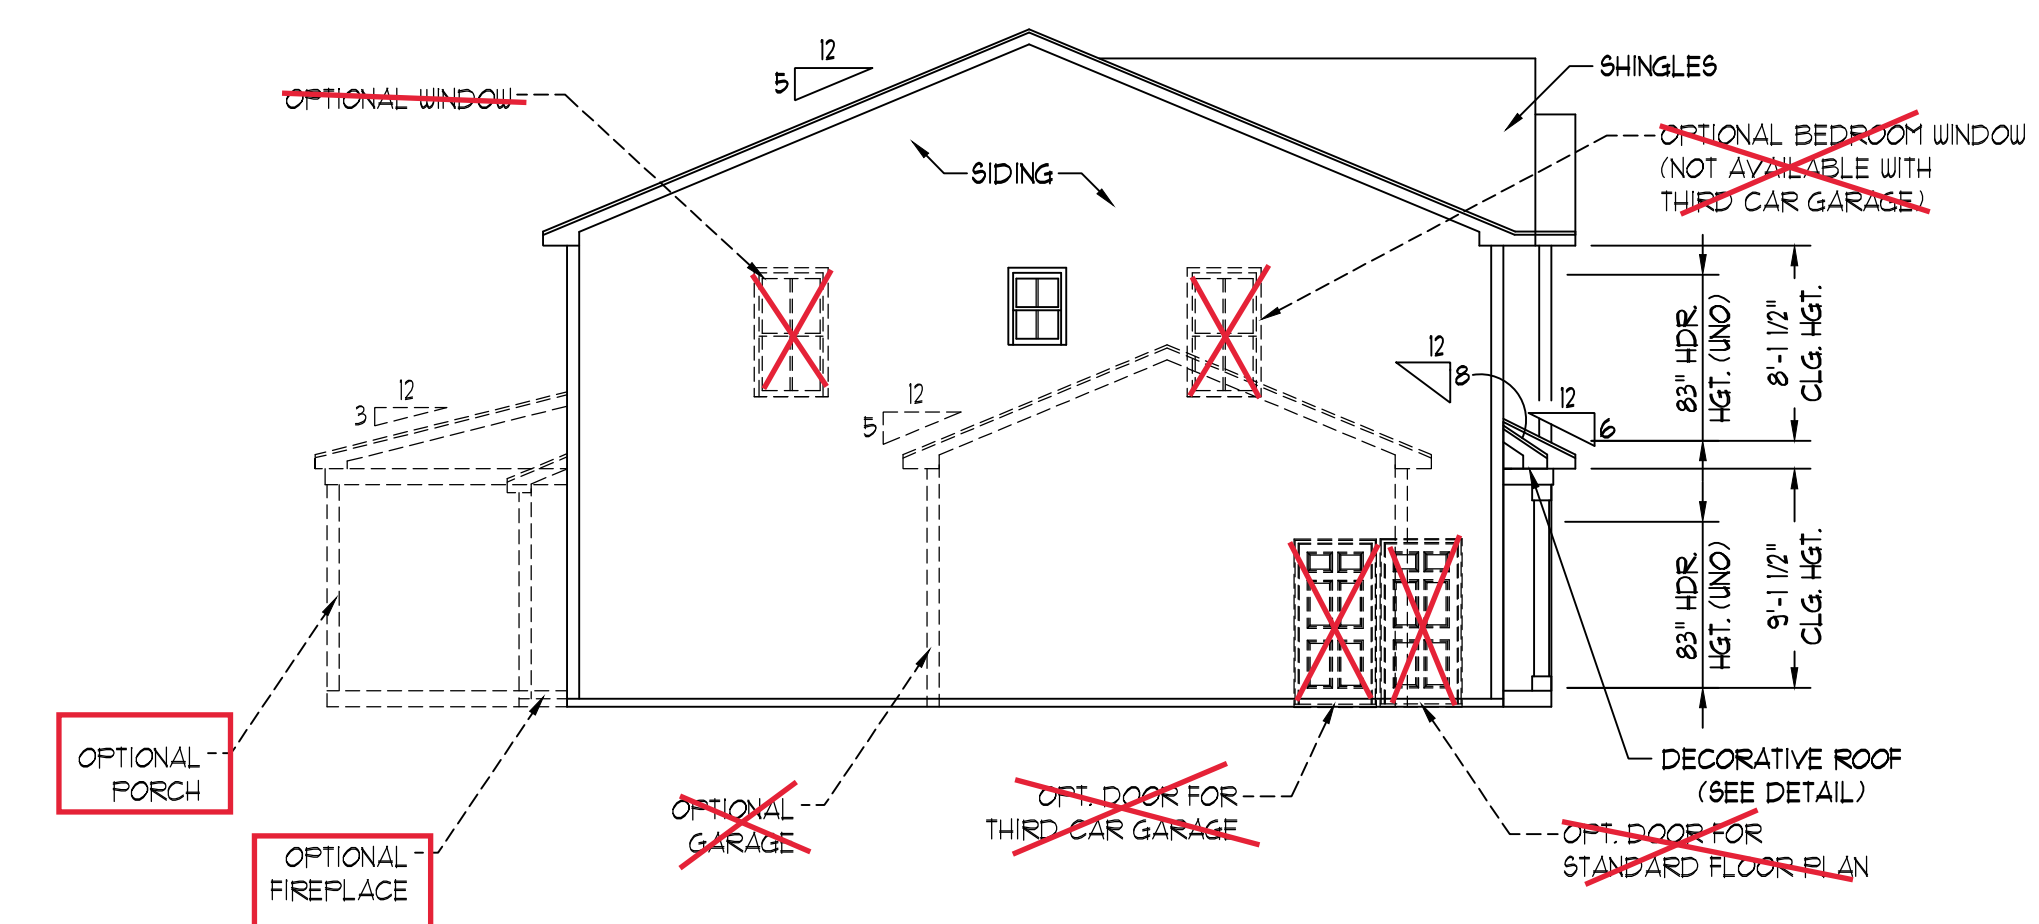 12
5
SHINGLES
OPTIONAL WINDOW
OPTIONAL BEDROOM WINDOW
(NOT AVAILABLE WITH
THIRD CAR GARAGE)
SIDING
83" HDR.
HGT. (UNO)
8'-1 1/2"
CLG. HGT.
12
8
12
3
12
5
12
6
83" HDR.
HGT. (UNO)
9'-1 1/2"
CLG. HGT.
OPTIONAL
PORCH
OPTIONAL
FIREPLACE
OPTIONAL
GARAGE
OPT. DOOR FOR
THIRD CAR GARAGE
DECORATIVE ROOF
(SEE DETAIL)
OPT. DOOR FOR
STANDARD FLOOR PLAN